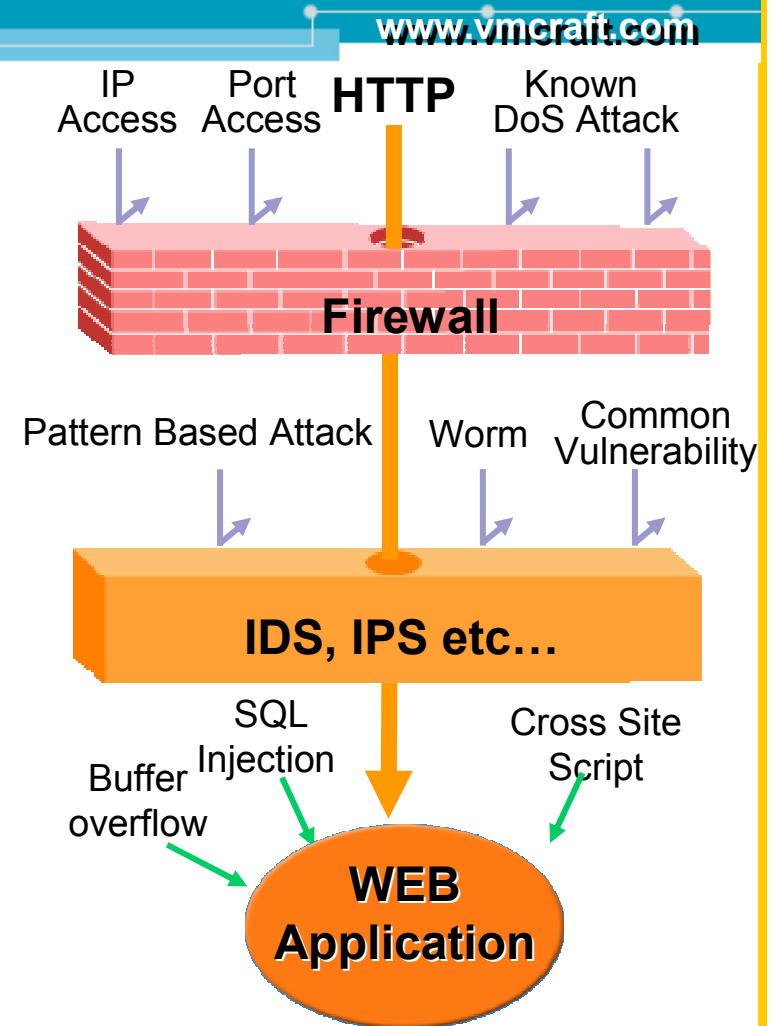 www.vmcraft.com
IP
Access
Port
Access
HTTP
Known
DoS Attack
Firewall
Pattern Based Attack
Worm
Common
Vulnerability
IDS, IPS etc…
SQL
Injection
Cross Site
Script
Buffer
overflow
WEB
Application